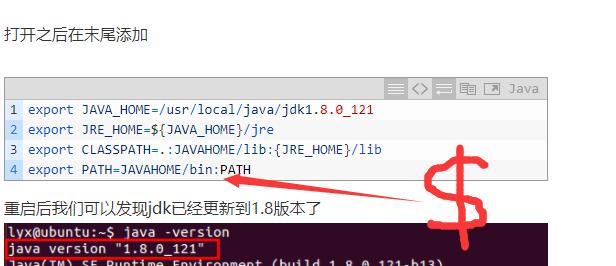 打开之后在末尾添加
Java
1 export JAVA_HOME=/usr/local/java/jdk1.8.0_121
2 export JRE_HOME=${JAVA_HOME}/jre
3 export CLASSPATH=.:JAVAHOME/lib:{JRE_HOME}/lib
4 export PATH=JAVAHOME/bin:PATH
$
重启后我们可以发现jdk已经更新到1.8版本了
lyx@ubuntu:~$ java -version
java version "1.8.0_121"
Java(TM) SE Runtime Environment (build 1.8.0_121-b13)